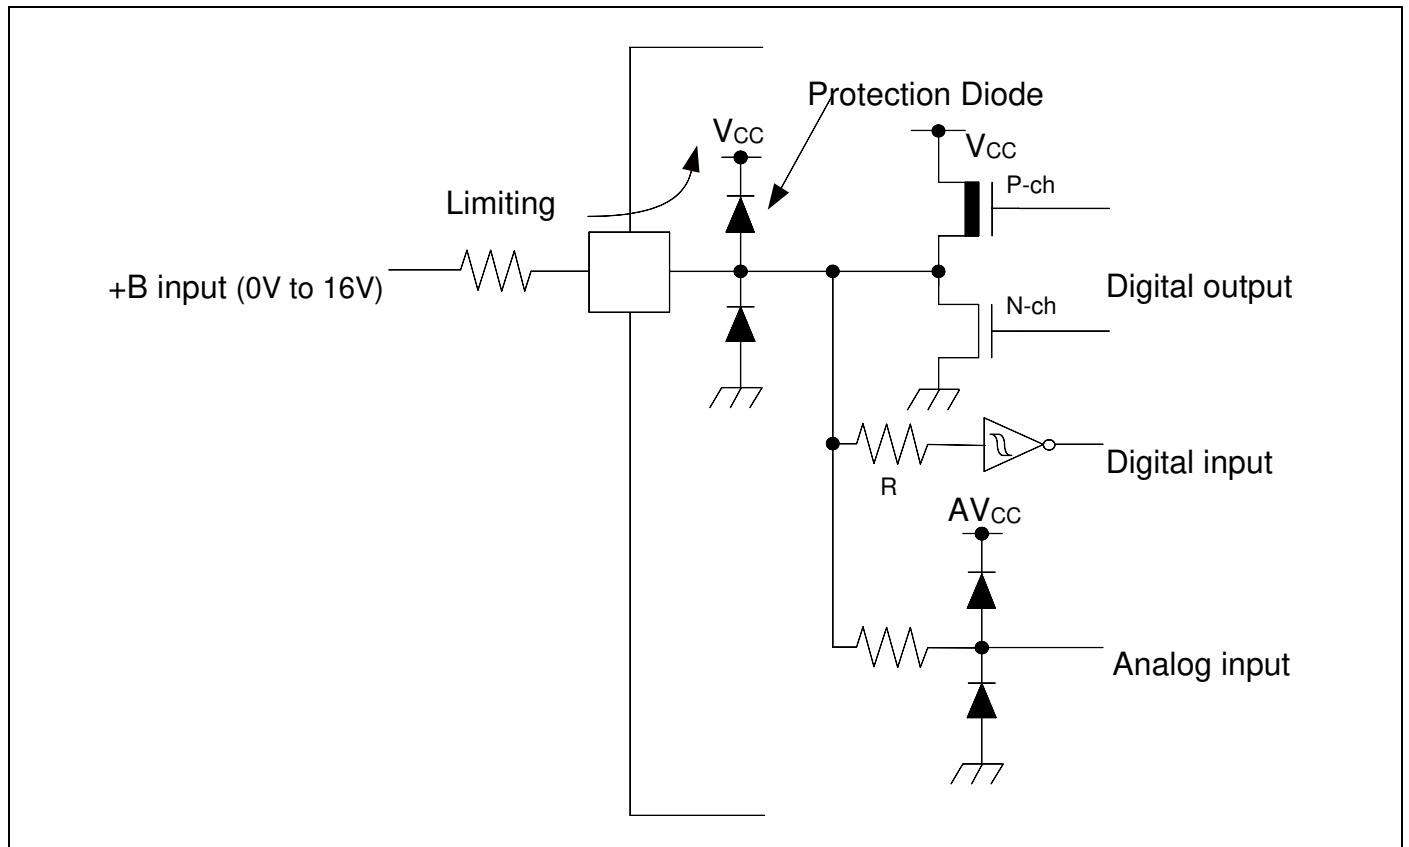 Protection Diode
VCC
VCC
P-ch
Limiting
+B input (0V to 16V)
Digital output
N-ch
Digital input
R
AVCC
Analog input